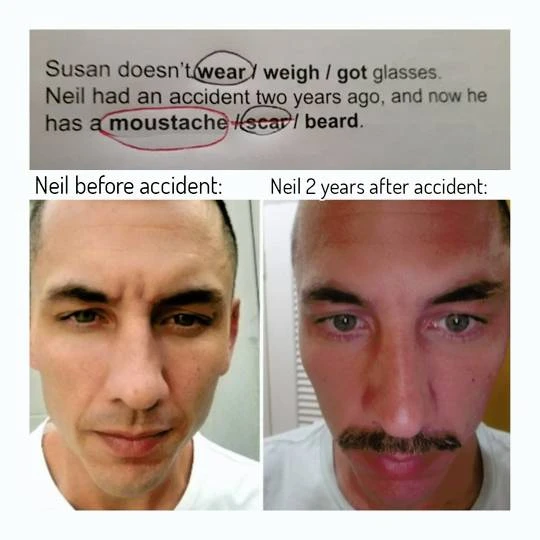 Susan doesn't wear / weigh / got glasses.
Neil had an accident two years ago, and now he
has a moustache / scar / beard.
Neil before accident:
Neil 2 years after accident: